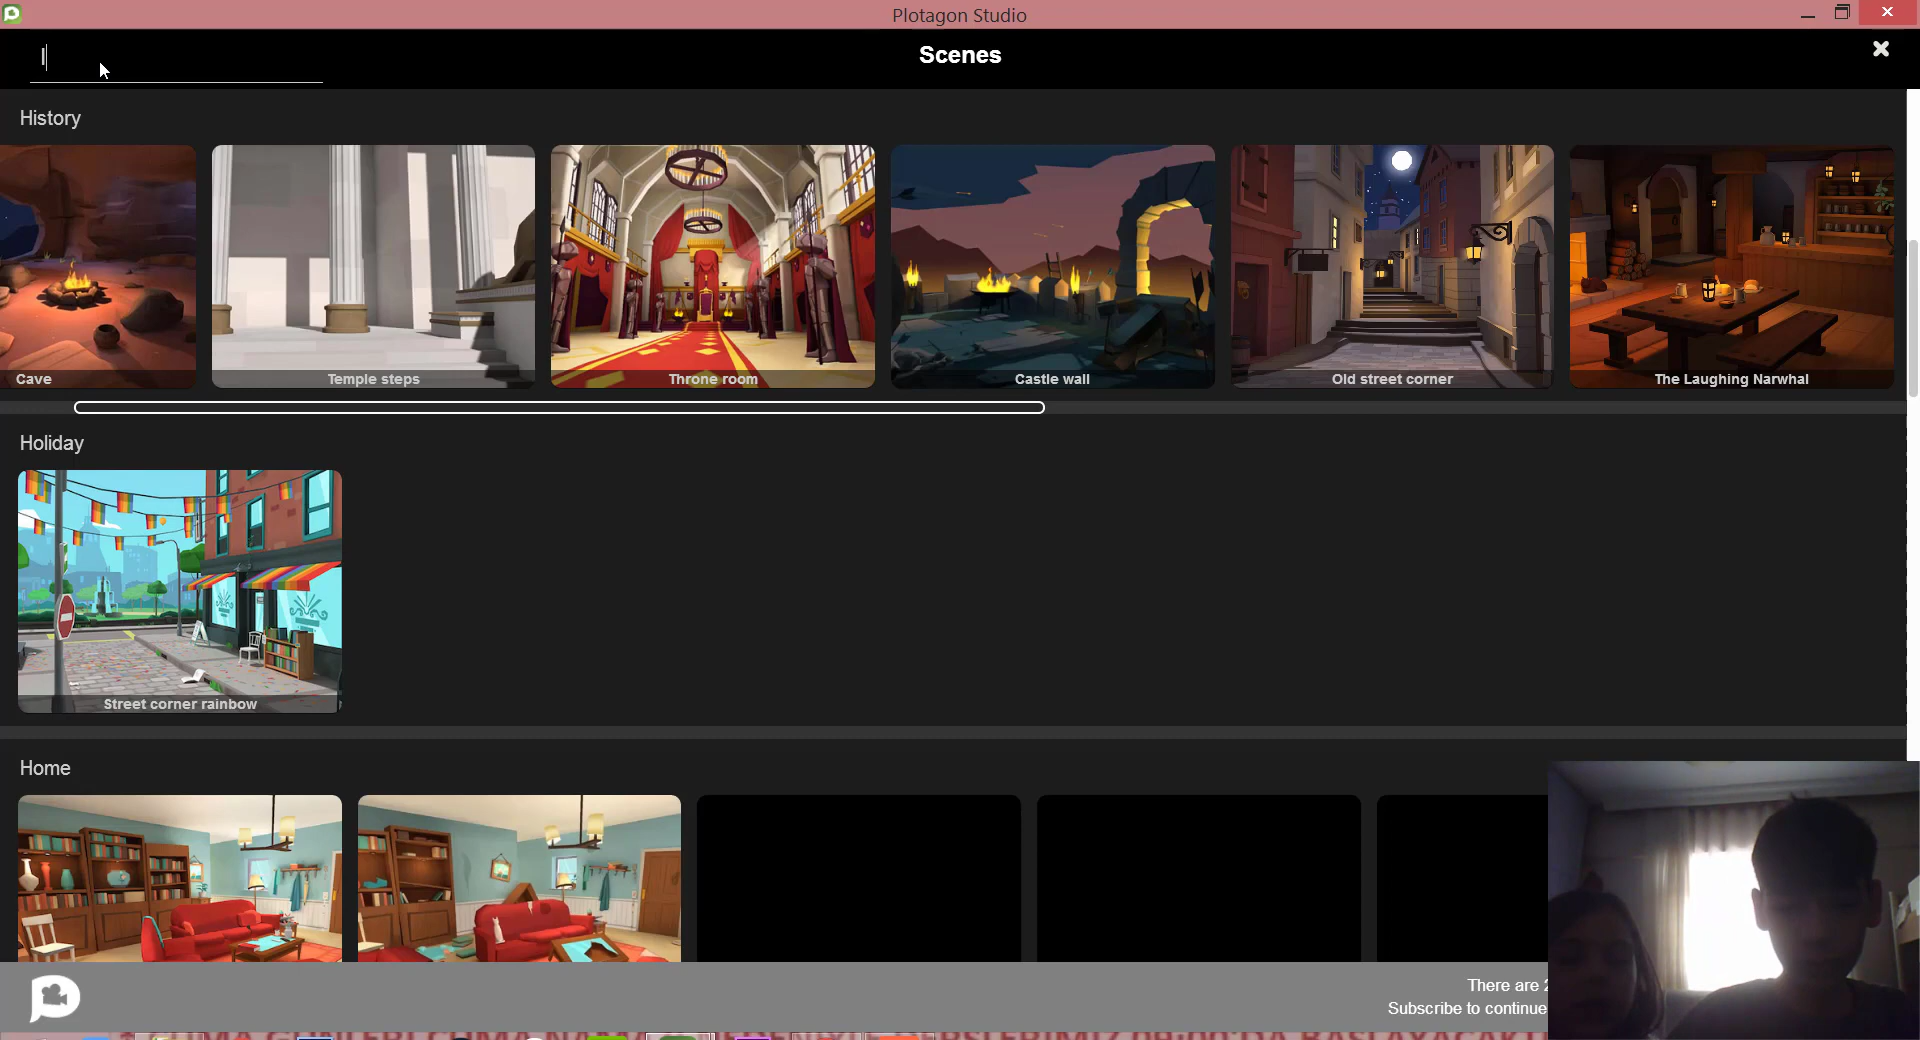 Plotagon Studio
Scenes
History
Cave
Temple steps
Throne room
Castle wall
Old street corner
The Laughing Narwhal
Holiday
Street corner rainbow
Home
There are
Subscribe to continue